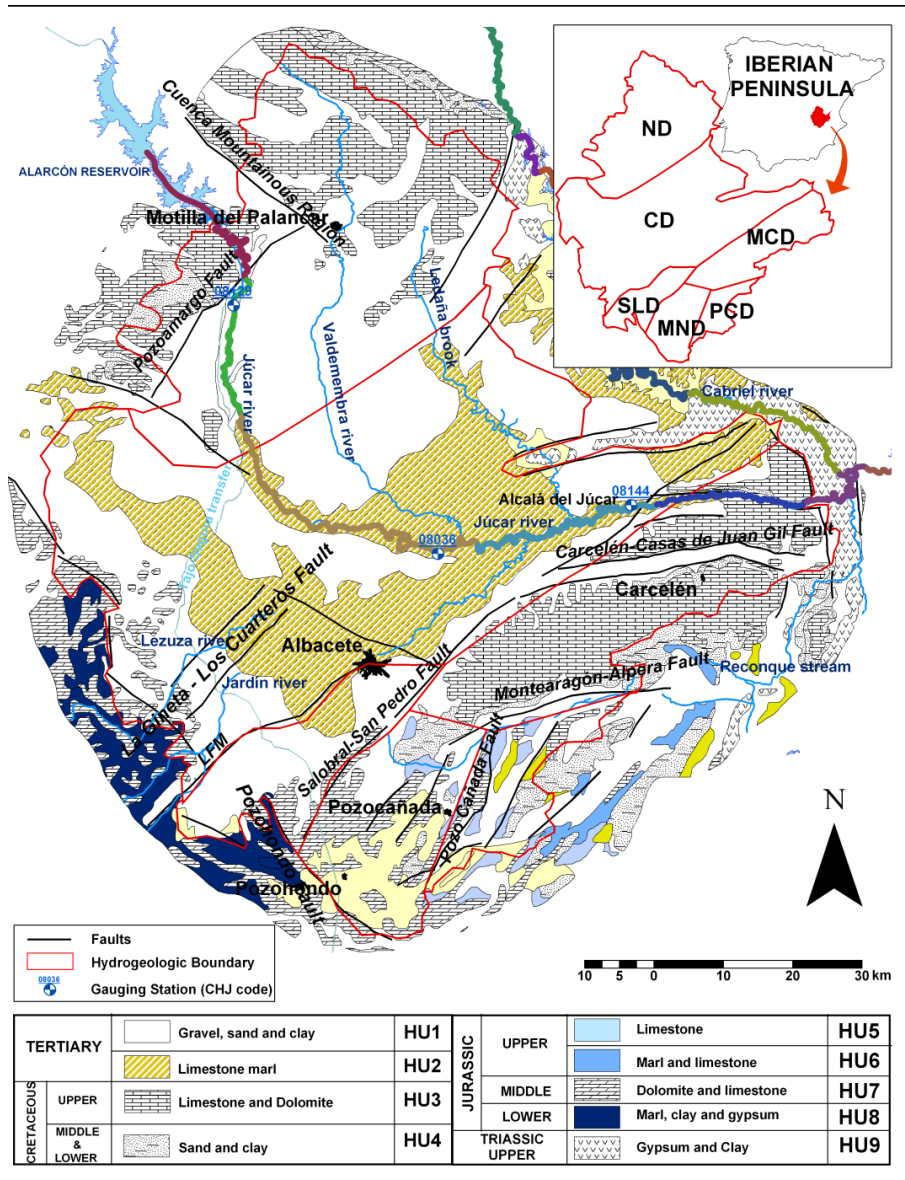 IBERIAN
PENINSULA
ND
CD
MCD
SLD
PCD
MND
Cuenca Mountainous Region
ALARCÓN RESERVOIR
Motilla del Palancar
Pozoamargo Fault
08129
Ledaña brook
Valdemembra river
Júcar river
Cabriel river
Tajo-Segura transfer
Alcalá del Júcar
08144
Júcar river
08036
Carcelén-Casas de Juan Gil Fault
Carcelén
La Gineta - Los Cuarteros Fault
Lezuza river
Albacete
Jardín river
Salobral-San Pedro Fault
Montearagón-Alpera Fault
Reconque stream
LFM
Pozohondo Fault
Pozocañada
Pozo Cañada Fault
Pozohondo
N
Faults
Hydrogeologic Boundary
08036
Gauging Station (CHJ code)
10 5 0 10 20 30 km
TERTIARY
Gravel, sand and clay HU1
Limestone marl HU2
CRETACEOUS
UPPER
Limestone and Dolomite HU3
MIDDLE
&
LOWER
Sand and clay HU4
JURASSIC
UPPER
Limestone HU5
Marl and limestone HU6
MIDDLE Dolomite and limestone HU7
LOWER Marl, clay and gypsum HU8
TRIASSIC
UPPER
Gypsum and Clay HU9